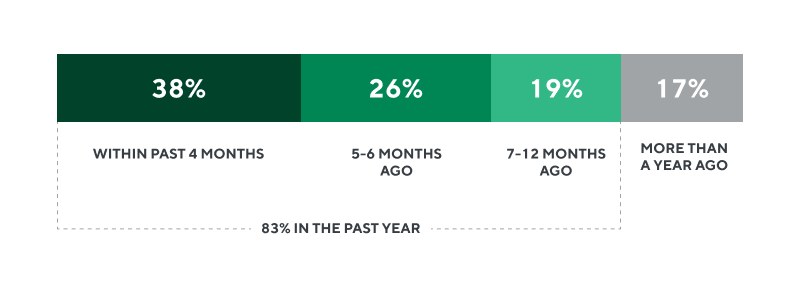 38%
26%
19%
17%
WITHIN PAST 4 MONTHS
5-6 MONTHS
AGO
7-12 MONTHS
AGO
MORE THAN
A YEAR AGO
83% IN THE PAST YEAR